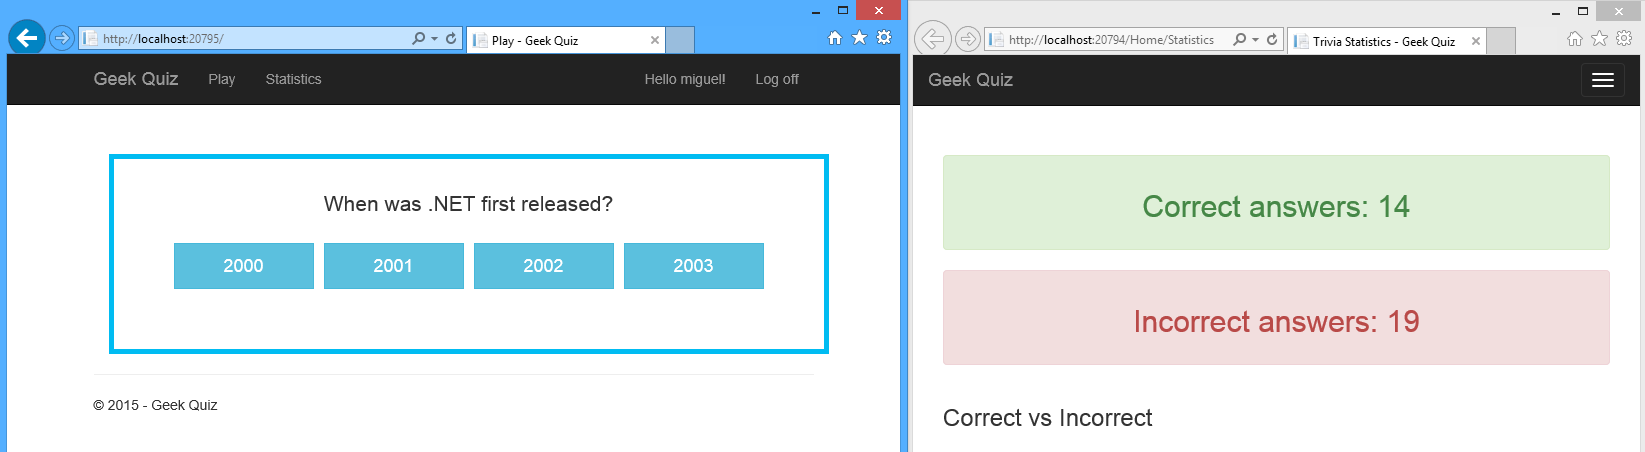 http://localhost:20795/
Play - Geek Quiz
Geek Quiz Play Statistics Hello miguel! Log off
When was .NET first released?
2000 2001 2002 2003
© 2015 - Geek Quiz
http://localhost:20794/Home/Statistics
Trivia Statistics - Geek Quiz
Geek Quiz
Correct answers: 14
Incorrect answers: 19
Correct vs Incorrect